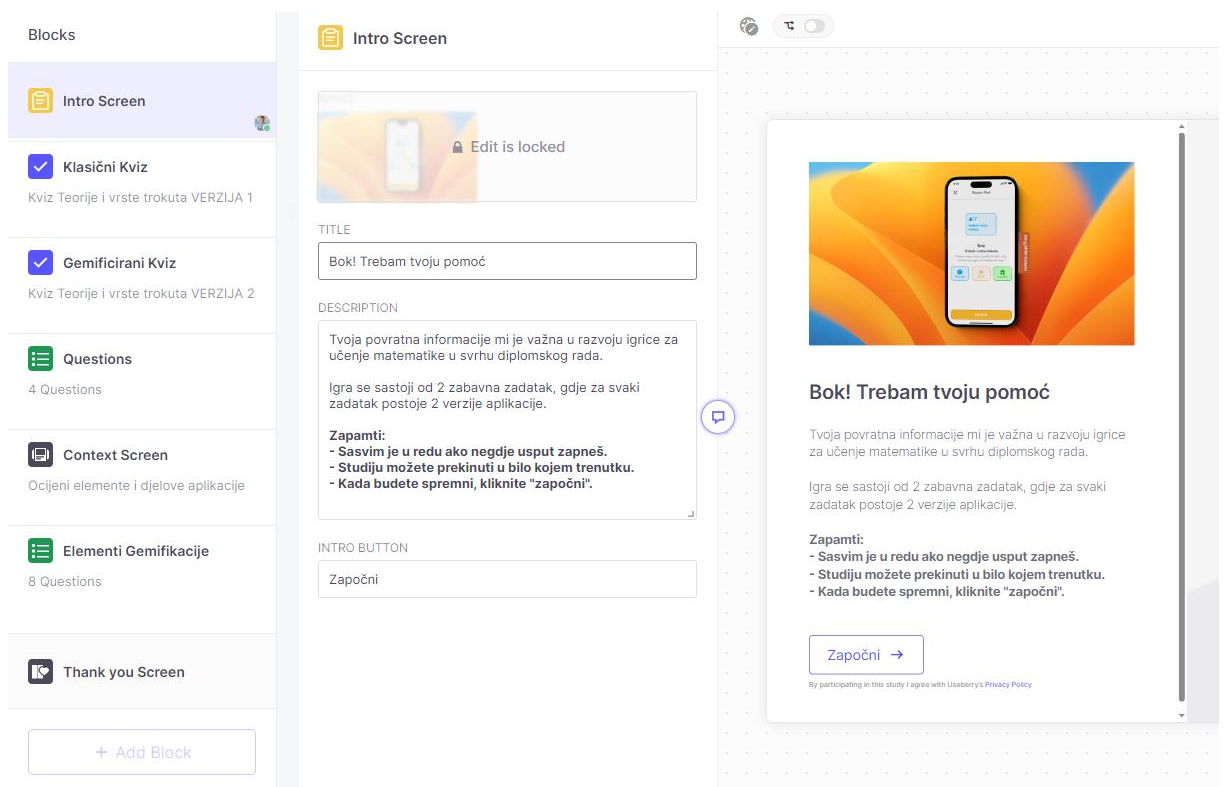 Blocks
Intro Screen
Klasični Kviz
Kviz Teorije i vrste trokuta VERZIJA 1
Gemificirani Kviz
Kviz Teorije i vrste trokuta VERZIJA 2
Questions
4 Questions
Context Screen
Ocijeni elemente i djelove aplikacije
Elementi Gemifikacije
8 Questions
Thank you Screen
+ Add Block
Intro Screen
Edit is locked
TITLE
Bok! Trebam tvoju pomoć
DESCRIPTION
Tvoja povratna informacije mi je važna u razvoju igrice za
učenje matematike u svrhu diplomskog rada.
Igra se sastoji od 2 zabavna zadatak, gdje za svaki
zadatak postoje 2 verzije aplikacije.
Zapamti:
- Sasvim je u redu ako negdje usput zapneš.
- Studiju možete prekinuti u bilo kojem trenutku.
- Kada budete spremni, kliknite "započni".
INTRO BUTTON
Započni
Kviz
Bok! Trebam tvoju pomoć
Tvoja povratna informacije mi je važna u razvoju igrice
za učenje matematike u svrhu diplomskog rada.
Igra se sastoji od 2 zabavna zadatak, gdje za svaki
zadatak postoje 2 verzije aplikacije.
Zapamti:
- Sasvim je u redu ako negdje usput zapneš.
- Studiju možete prekinuti u bilo kojem trenutku.
- Kada budete spremni, kliknite "započni".
Započni →
By participating in this study I agree with Useberry's Privacy Policy